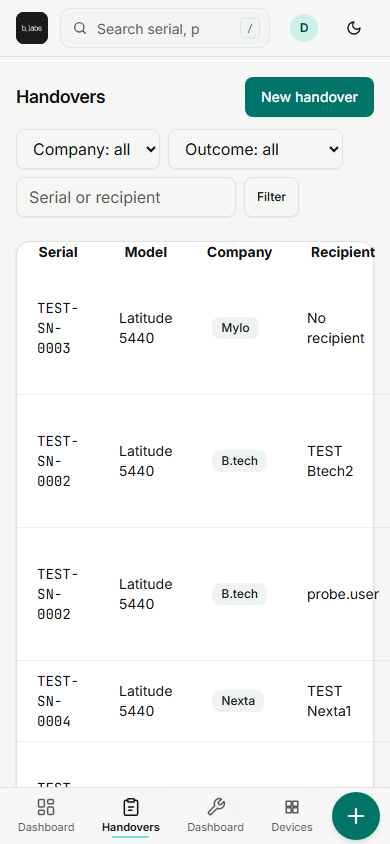 b_labs
Search serial, p
/
D
Handovers
New handover
Company: all
Outcome: all
Serial or recipient
Filter
Serial Model Company Recipient
TEST-
SN-
0003
Latitude
5440
Mylo
No
recipient
TEST-
SN-
0002
Latitude
5440
B.tech
TEST
Btech2
TEST-
SN-
0002
Latitude
5440
B.tech
probe.user
TEST-
SN-
0004
Latitude
5440
Nexta
TEST
Nexta1
TEST-
Dashboard
Handovers
Dashboard
Devices
+